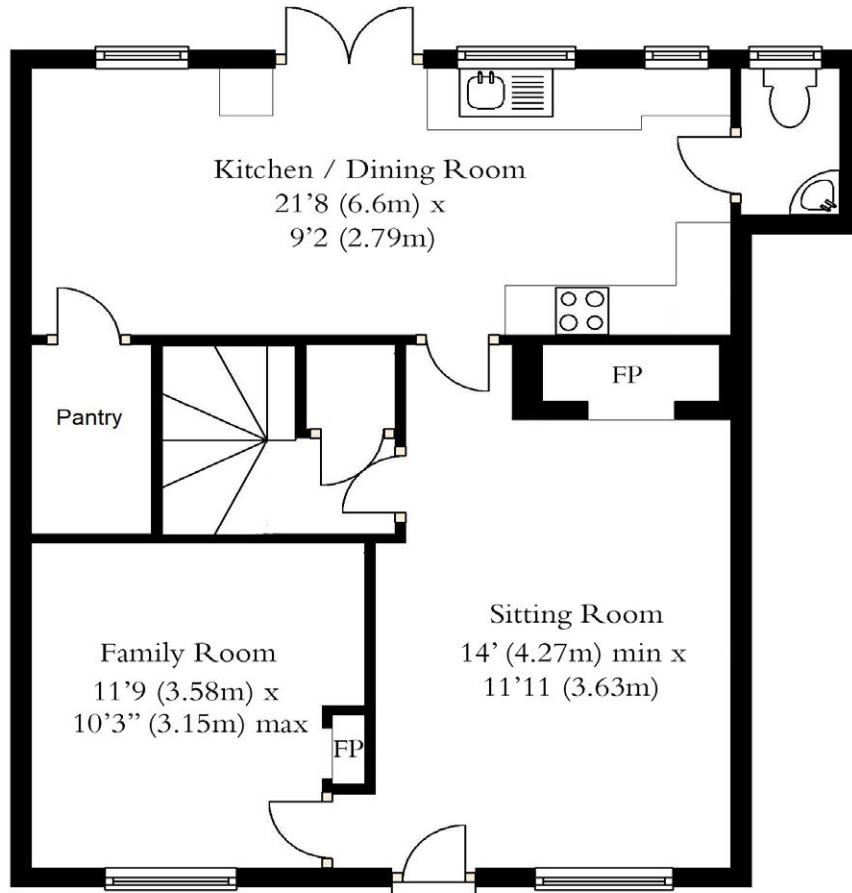 Kitchen / Dining Room
21'8 (6.6m) x
9'2 (2.79m)
FP
Pantry
Sitting Room
14' (4.27m) min x
11'11 (3.63m)
Family Room
11'9 (3.58m) x
10'3" (3.15m) max
FP